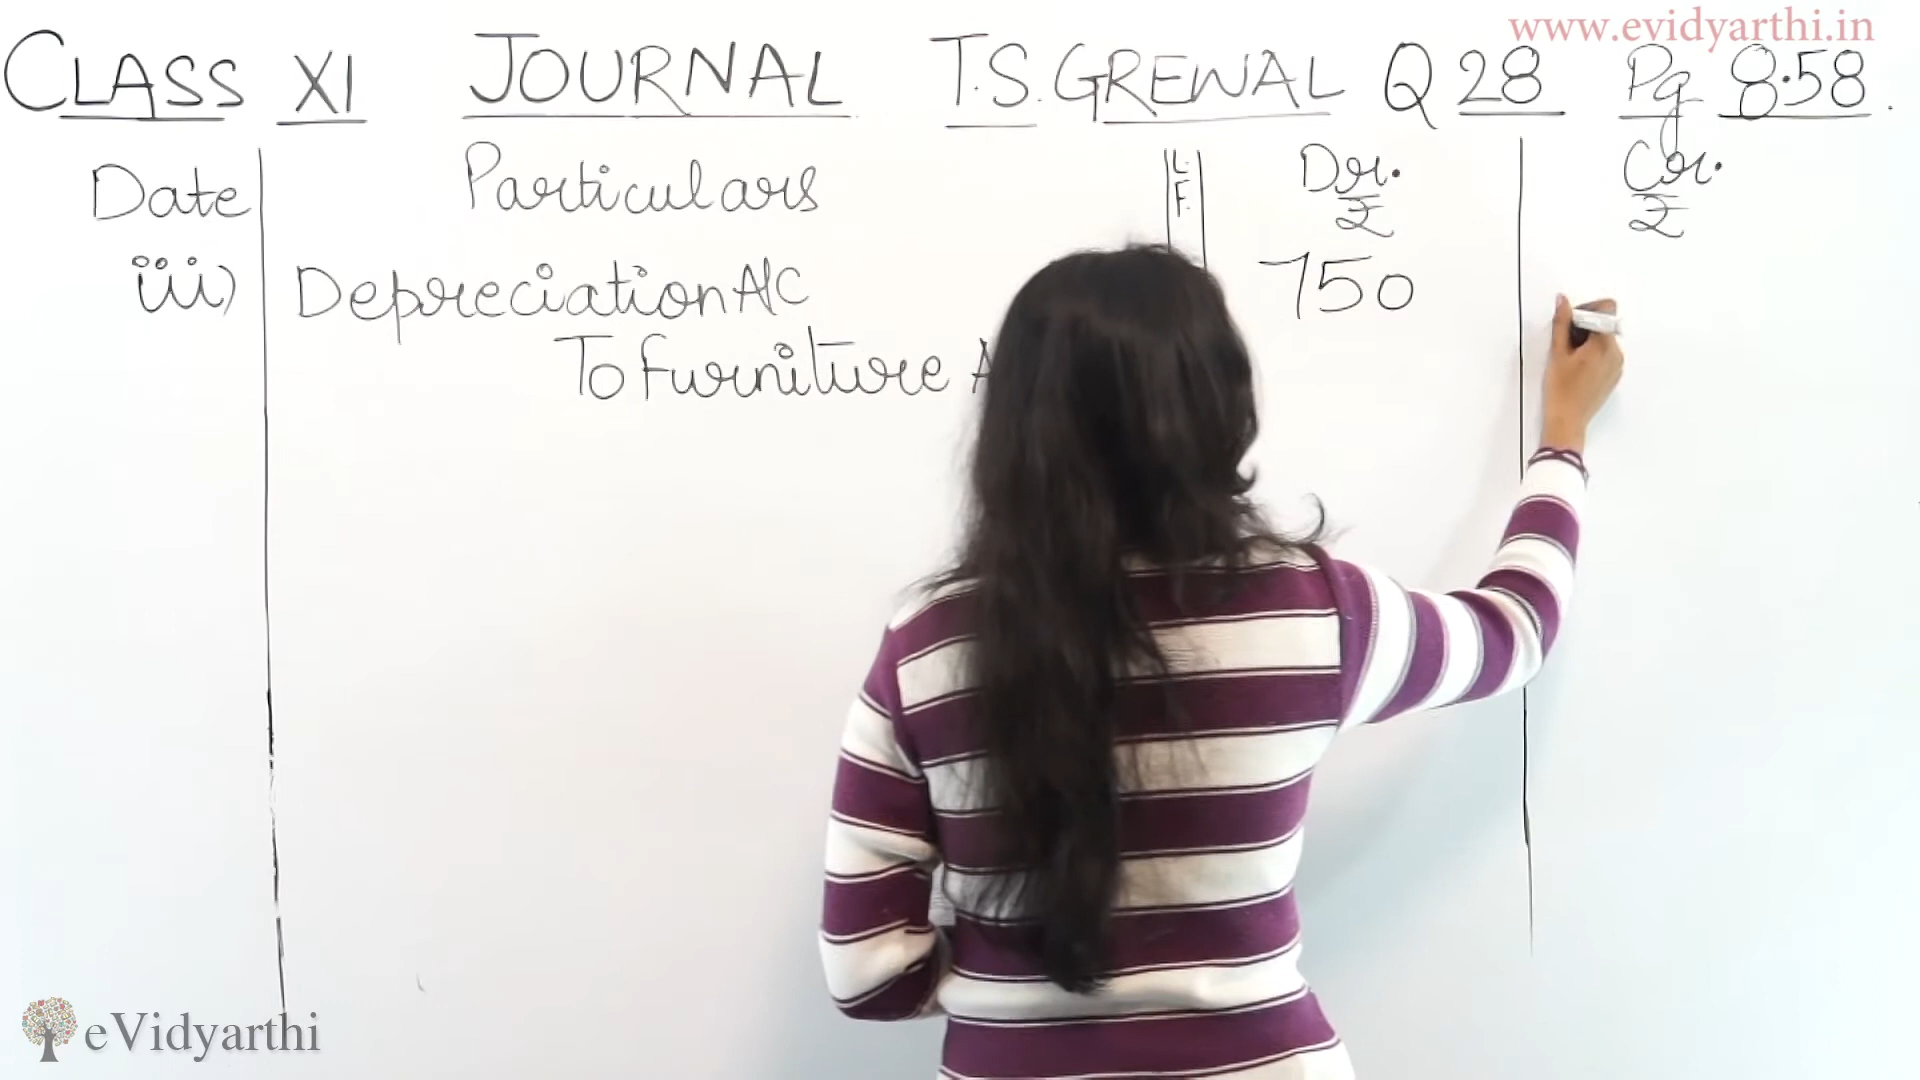 www.evidyarthi.in
CLASS XI JOURNAL T.S. GREWAL Q 28 Pg 8.58.
Date Particulars L.F. Dr. ₹ Cr. ₹
iii) Depreciation A/C 750
To Furniture A
eVidyarthi